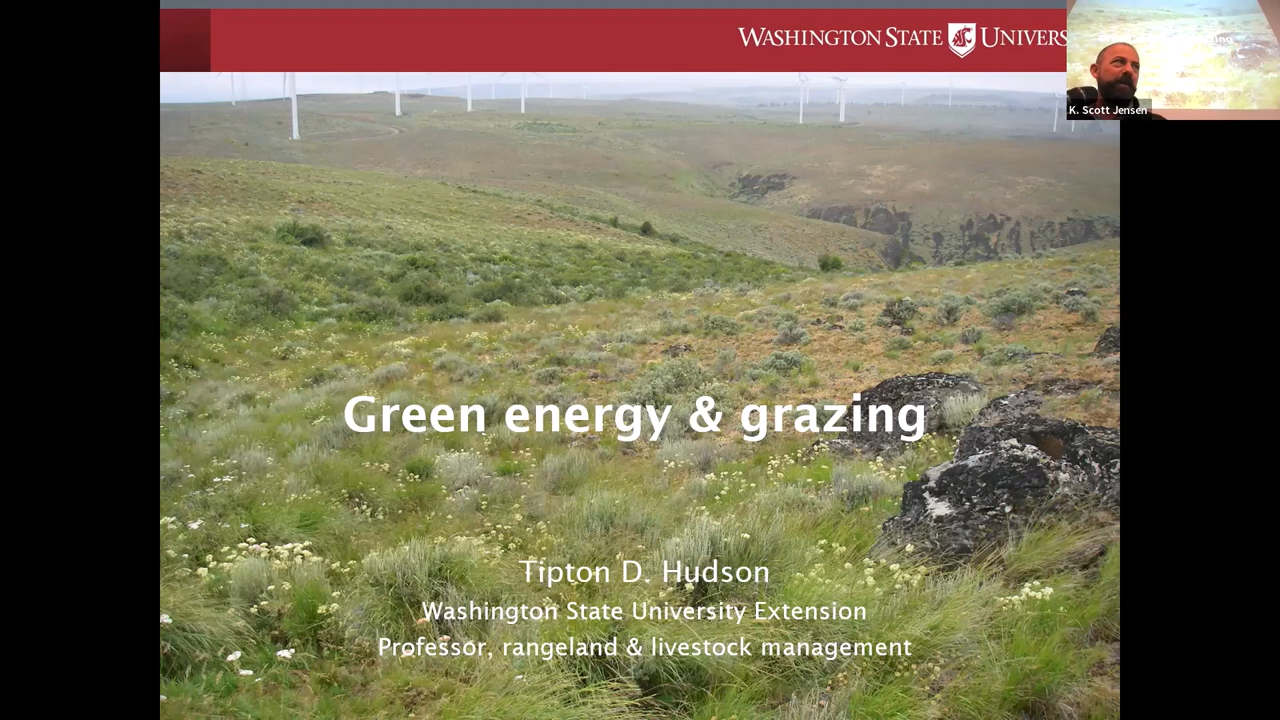 WASHINGTON STATE UNIVERS
K. Scott Jensen
Green energy & grazing
Tipton D. Hudson
Washington State University Extension
Professor, rangeland & livestock management